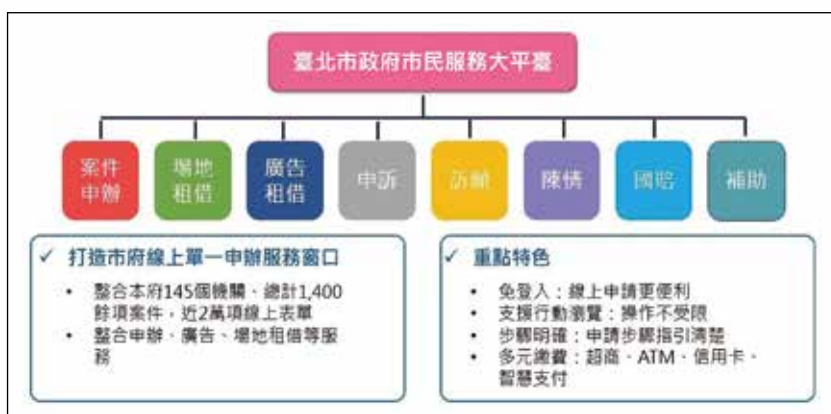 臺北市政府市民服務大平臺
案件
申辦
場地
租借
廣告
租借
申訴
訴願
陳情
國賠
補助
✓ 打造市府線上單一申辦服務窗口
• 整合本府145個機關、總計1,400
餘項案件，近2萬項線上表單
• 整合申辦、廣告、場地租借等服
務
✓ 重點特色
• 免登入：線上申請更便利
• 支援行動瀏覽：操作不受限
• 步驟明確：申請步驟指引清楚
• 多元繳費：超商、ATM、信用卡、
智慧支付